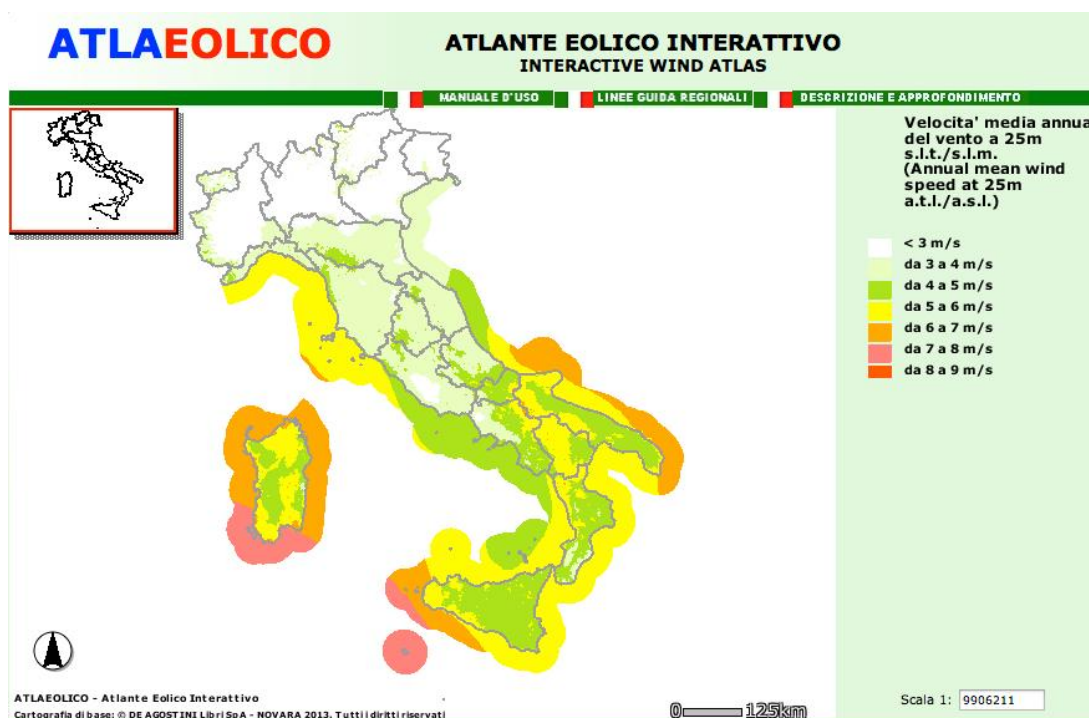 ATLAEOLICO
ATLANTE EOLICO INTERATTIVO
INTERACTIVE WIND ATLAS
MANUALE D'USO
LINEE GUIDA REGIONALI
DESCRIZIONE E APPROFONDIMENTO
Velocita' media annua
del vento a 25m
s.l.t./s.l.m.
(Annual mean wind
speed at 25m
a.t.l./a.s.l.)
< 3 m/s
da 3 a 4 m/s
da 4 a 5 m/s
da 5 a 6 m/s
da 6 a 7 m/s
da 7 a 8 m/s
da 8 a 9 m/s
ATLAEOLICO - Atlante Eolico Interattivo
Cartografia di base: © DE AGOSTINI Libri SpA - NOVARA 2013. Tutti i diritti riservati
0 125km
Scala 1: 9906211